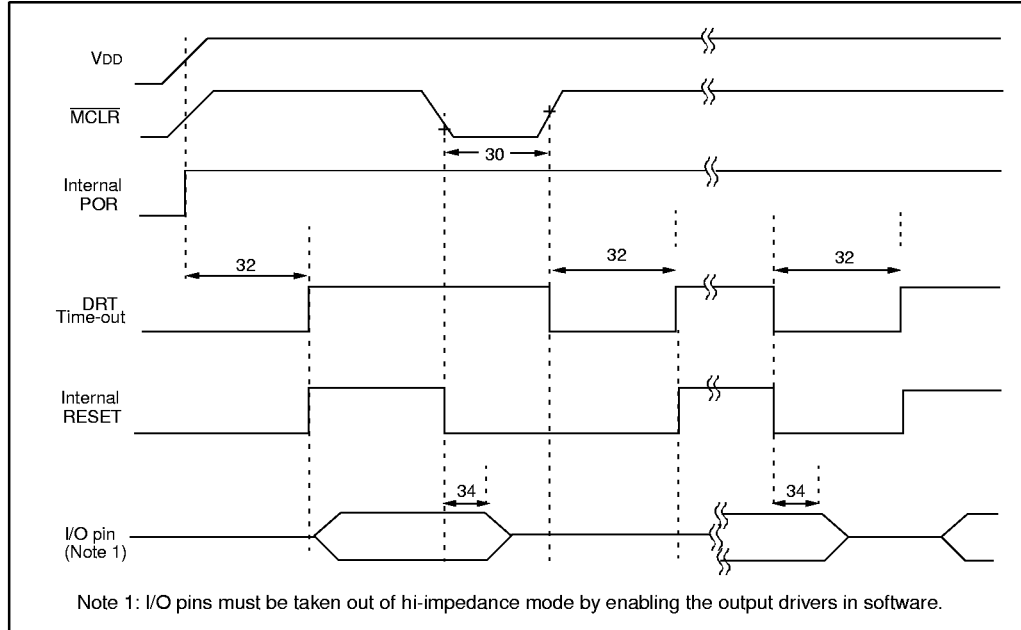 VDD
MCLR
30
Internal
POR
32
32
32
DRT
Time-out
Internal
RESET
34
34
I/O pin
(Note 1)
Note 1: I/O pins must be taken out of hi-impedance mode by enabling the output drivers in software.